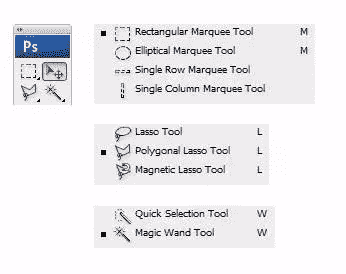 Ps
Rectangular Marquee Tool M
Elliptical Marquee Tool M
Single Row Marquee Tool
Single Column Marquee Tool
Lasso Tool L
Polygonal Lasso Tool L
Magnetic Lasso Tool L
Quick Selection Tool W
Magic Wand Tool W